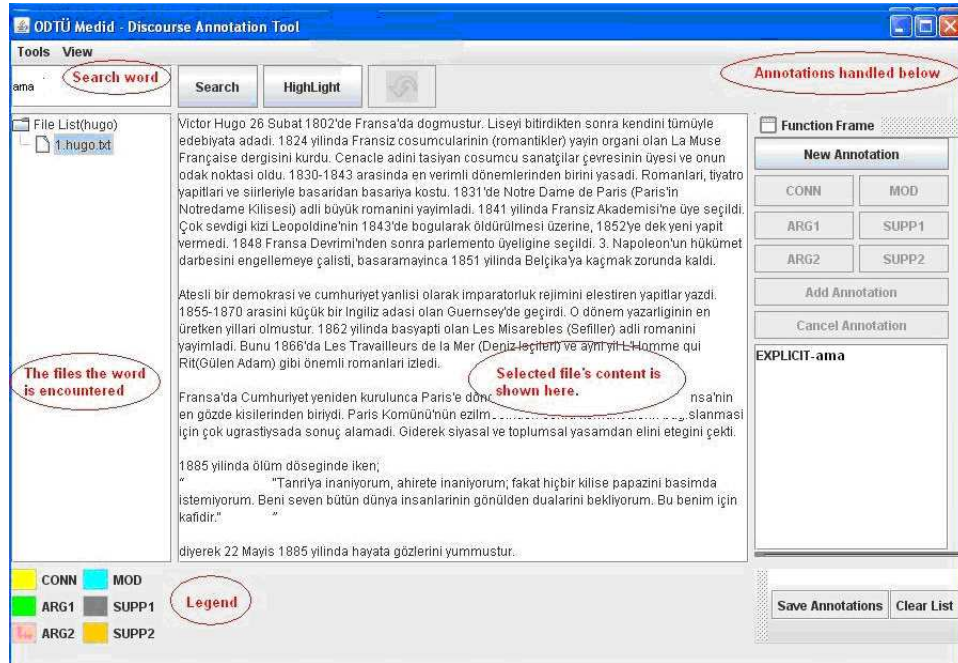 ODTÜ Medid - Discourse Annotation Tool
Tools View
ama
Search word
Search
HighLight
Annotations handled below
File List(hugo)
1.hugo.txt
The files the word
is encountered
Victor Hugo 26 Subat 1802'de Fransa'da dogmustur. Liseyi bitirdikten sonra kendini tümüyle
edebiyata adadi. 1824 yilinda Fransiz cosumcularinin (romantikler) yayin organi olan La Muse
Française dergisini kurdu. Cenacle adini tasiyan cosumcu sanatçilar çevresinin üyesi ve onun
odak noktasi oldu. 1830-1843 arasinda en verimli dönemlerinden birini yasadi. Romanlari, tiyatro
yapitlari ve siirleriyle basaridan basariya kostu. 1831'de Notre Dame de Paris (Paris'in
Notredame Kilisesi) adli büyük romanini yayimladi. 1841 yilinda Fransiz Akademisi'ne üye seçildi.
Çok sevdigi kizi Leopoldine'nin 1843'de bogularak öldürülmesi üzerine, 1852'ye dek yeni yapit
vermedi. 1848 Fransa Devrimi'nden sonra parlemento üyeligine seçildi. 3. Napoleon'un hükümet
darbesini engellemeye çalisti, basaramayinca 1851 yilinda Belçika'ya kaçmak zorunda kaldi.
Atesli bir demokrasi ve cumhuriyet yanlisi olarak imparatorluk rejimini elestiren yapitlar yazdi.
1855-1870 arasini küçük bir Ingiliz adasi olan Guernsey'de geçirdi. O dönem yazarliginin en
üretken yillari olmustur. 1862 yilinda basyapti olan Les Misarebles (Sefiller) adli romanini
yayimladi. Bunu 1866'da Les Travailleurs de la Mer (Deniz Isçileri) ve ayni yil L'Homme qui
Rit(Gülen Adam) gibi önemli romanlari izledi.
Selected file's content is
shown here.
Fransa'da Cumhuriyet yeniden kurulunca Paris'e nsa'nin
en gözde kisilerinden biriydi. Paris Komünü'nün slanmasi
için çok ugrastiysada sonuç alamadi. Giderek siyasal ve toplumsal yasamdan elini etegini çekti.
1885 yilinda ölüm döseginde iken;
" "Tanri'ya inaniyorum, ahirete inaniyorum; fakat hiçbir kilise papazini basimda
istemiyorum. Beni seven bütün dünya insanlarinin gönülden dualarini bekliyorum. Bu benim için
kafidir." "
diyerek 22 Mayis 1885 yilinda hayata gözlerini yummustur.
Function Frame
New Annotation
CONN MOD
ARG1 SUPP1
ARG2 SUPP2
Add Annotation
Cancel Annotation
EXPLICIT-ama
CONN MOD
ARG1 SUPP1
ARG2 SUPP2
Legend
Save Annotations Clear List